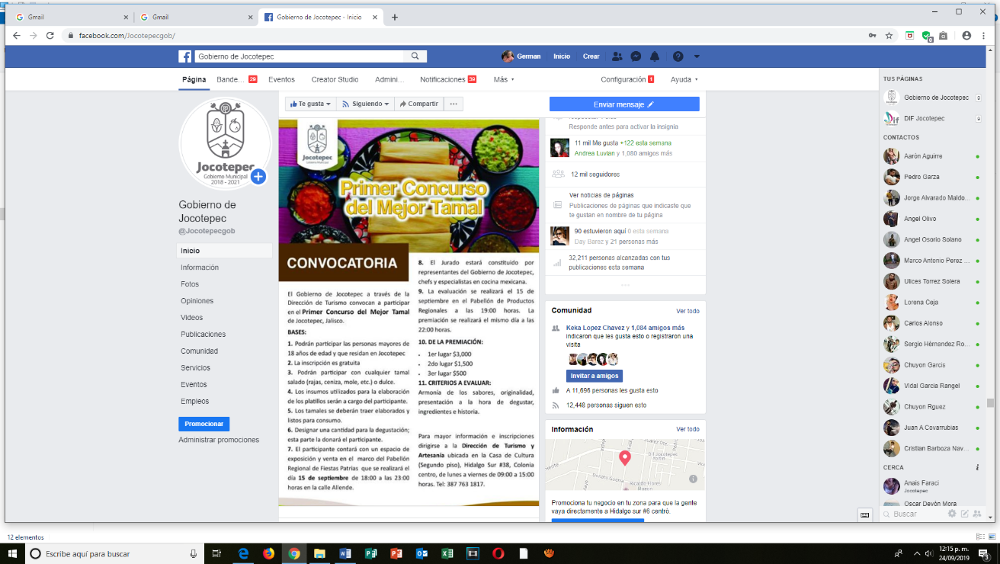 Gmail
Gmail
Gobierno de Jocotepec - Inicio
facebook.com/Jocotepecgob/
Gobierno de Jocotepec
German
Inicio
Crear
Página
Bande... 29
Eventos
Creator Studio
Admini...
Notificaciones 39
Más
Configuración 1
Ayuda
Te gusta
Siguiendo
Compartir
Enviar mensaje
Jocotepec
Gobierno Municipal
2018 - 2021
Gobierno de
Jocotepec
@Jocotepecgob
Inicio
Información
Fotos
Opiniones
Videos
Publicaciones
Comunidad
Servicios
Eventos
Empleos
Promocionar
Administrar promociones
Jocotepec
Primer Concurso
del Mejor Tamal
CONVOCATORIA
El Gobierno de Jocotepec a través de la
Dirección de Turismo convocan a participar
en el Primer Concurso del Mejor Tamal
de Jocotepec, Jalisco.
BASES:
1. Podrán participar las personas mayores de
18 años de edad y que residan en Jocotepec
2. La inscripción es gratuita
3. Podrán participar con cualquier tamal
salado (rajas, ceniza, mole, etc.) o dulce.
4. Los insumos utilizados para la elaboración
de los platillos serán a cargo del participante.
5. Los tamales se deberán traer elaborados y
listos para consumo.
6. Designar una cantidad para la degustación;
esta parte la donará el participante.
7. El participante contará con un espacio de
exposición y venta en el marco del Pabellón
Regional de Fiestas Patrias que se realizará el
día 15 de septiembre de 18:00 a las 23:00
horas en la calle Allende.
8. El Jurado estará constituido por
representantes del Gobierno de Jocotepec,
chefs y especialistas en cocina mexicana.
9. La evaluación se realizará el 15 de
septiembre en el Pabellón de Productos
Regionales a las 19:00 horas. La
premiación se realizará el mismo día a las
22:00 horas.
10. DE LA PREMIACIÓN:
1er lugar $3,000
2do lugar $1,500
3er lugar $500
11. CRITERIOS A EVALUAR:
Armonía de los sabores, originalidad,
presentación a la hora de degustar,
ingredientes e historia.
Para mayor información e inscripciones
dirigirse a la Dirección de Turismo y
Artesanía ubicada en la Casa de Cultura
(Segundo piso), Hidalgo Sur #38, Colonia
centro, de lunes a viernes de 09:00 a 15:00
horas. Tel: 387 763 1817.
Responde antes para activar la insignia
11 mil Me gusta +122 esta semana
Andrea Luvian y 1,080 amigos más
12 mil seguidores
Ver noticias de páginas
Publicaciones de páginas que indicaste que
te gustan en nombre de tu página
90 estuvieron aquí 0 esta semana
Day Barez y 21 personas más
32,211 personas alcanzadas con tus
publicaciones esta semana
Comunidad
Ver todo
Keka Lopez Chavez y 1,084 amigos más
indicaron que les gusta esto o registraron una
visita
Invitar a amigos
A 11,696 personas les gusta esto
12,448 personas siguen esto
Información
Ver todo
Juárez Ote.
Dif Jocotepec
Donato Guerra
Ricardo Flores
Magón
Promociona tu negocio en tu zona para que la gente
vaya directamente a Hidalgo sur #6 centró.
TUS PÁGINAS
Gobierno de Jocotepec 9
DIF Jocotepec 9
CONTACTOS
Aarón Aguirre
Pedro Garza
Jorge Alvarado Maldo...
Angel Olivo
Angel Osorio Solano
Marco Antonio Perez ...
Ulices Torrez Solera
Lorena Ceja
Carlos Alonso
Sergio Hérnandez Ro...
Chuyon Garcis
Vidal Garcia Rangel
Chuyon Rguez
Juan A Covarrubias
Cristian Barboza Nav...
CERCA
Anais Faraci
Jocotepec
Oscar Devòn Mora
Buscar
12 elementos
Escribe aquí para buscar
12:15 p. m.
24/09/2019
3